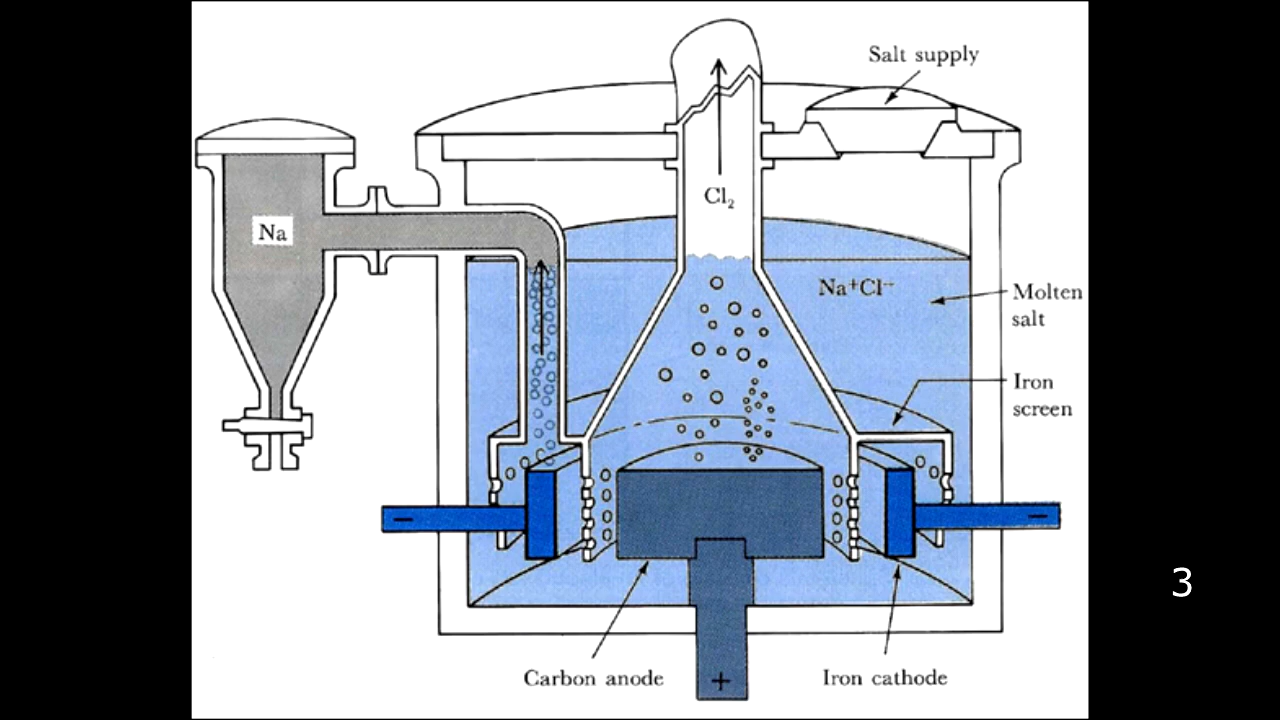 Salt supply
Cl₂
Na
Na+Cl−
Molten
salt
Iron
screen
−
−
3
+
Carbon anode
Iron cathode